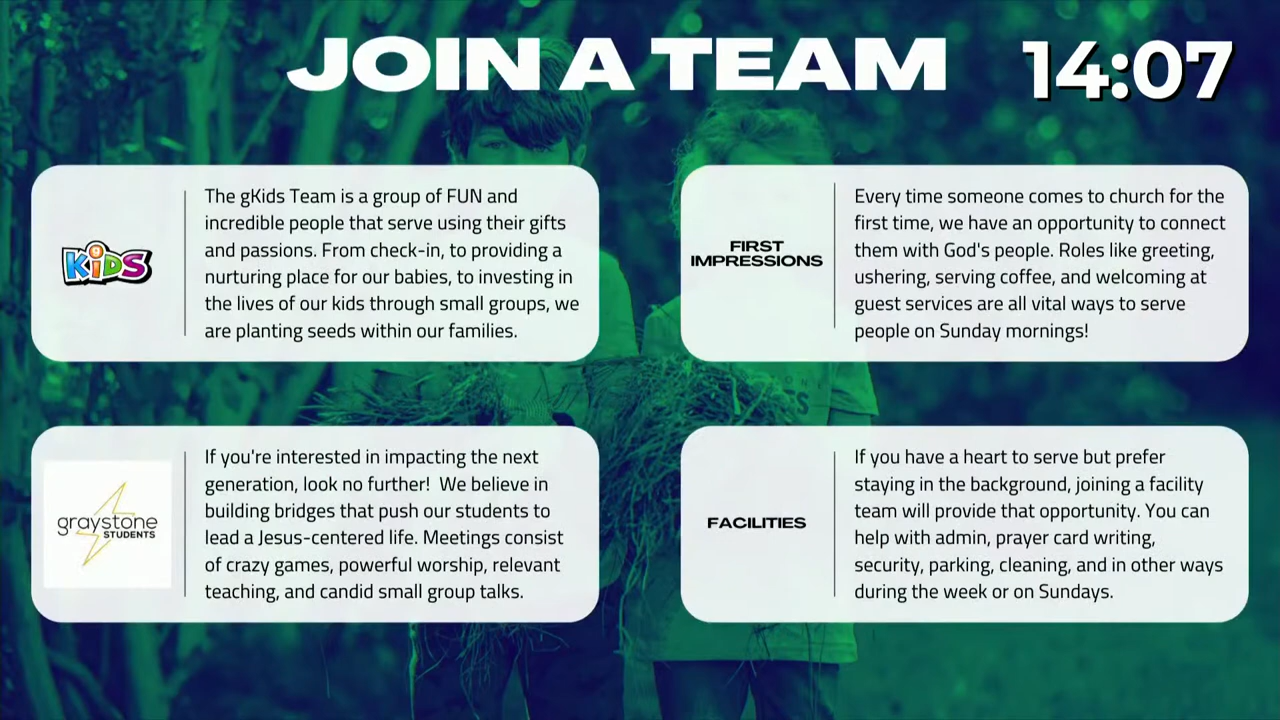 JOIN A TEAM
14:07
KiDS
The gKids Team is a group of FUN and
incredible people that serve using their gifts
and passions. From check-in, to providing a
nurturing place for our babies, to investing in
the lives of our kids through small groups, we
are planting seeds within our families.
FIRST
IMPRESSIONS
Every time someone comes to church for the
first time, we have an opportunity to connect
them with God's people. Roles like greeting,
ushering, serving coffee, and welcoming at
guest services are all vital ways to serve
people on Sunday mornings!
graystone
STUDENTS
If you're interested in impacting the next
generation, look no further!  We believe in
building bridges that push our students to
lead a Jesus-centered life. Meetings consist
of crazy games, powerful worship, relevant
teaching, and candid small group talks.
FACILITIES
If you have a heart to serve but prefer
staying in the background, joining a facility
team will provide that opportunity. You can
help with admin, prayer card writing,
security, parking, cleaning, and in other ways
during the week or on Sundays.